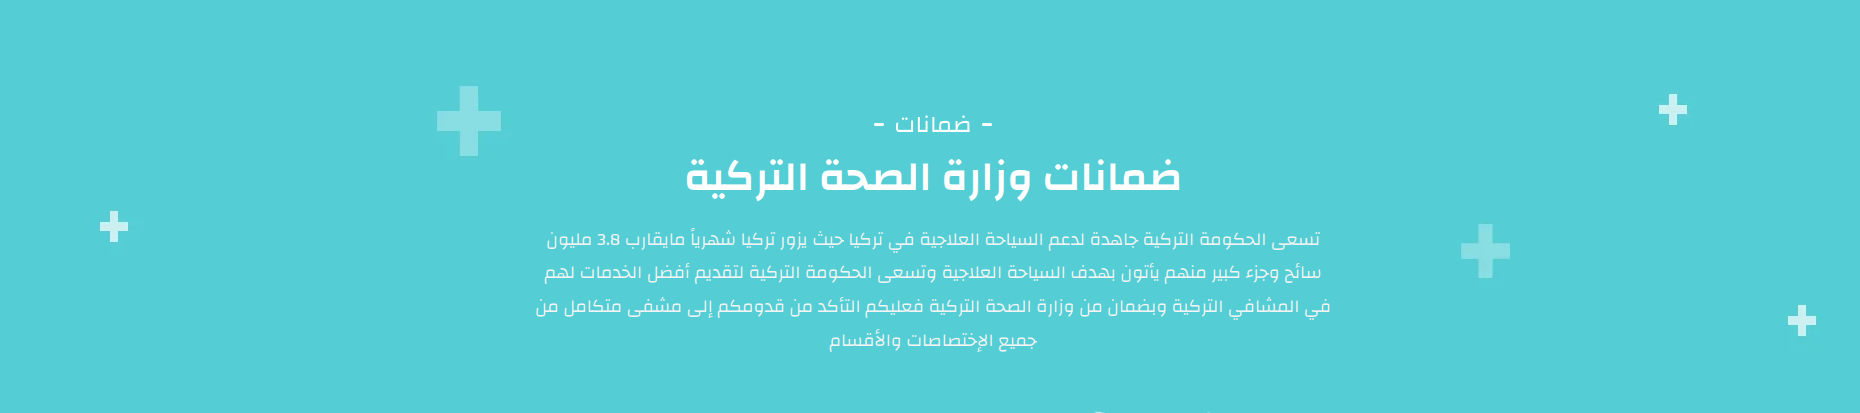 - ضمانات -
ضمانات وزارة الصحة التركية
تسعى الحكومة التركية جاهدة لدعم السياحة العلاجية في تركيا حيث يزور تركيا شهرياً مايقارب 3.8 مليون
سائح وجزء كبير منهم يأتون بهدف السياحة العلاجية وتسعى الحكومة التركية لتقديم أفضل الخدمات لهم
في المشافي التركية وبضمان من وزارة الصحة التركية فعليكم التأكد من قدومكم إلى مشفى متكامل من
جميع الإختصاصات والأقسام